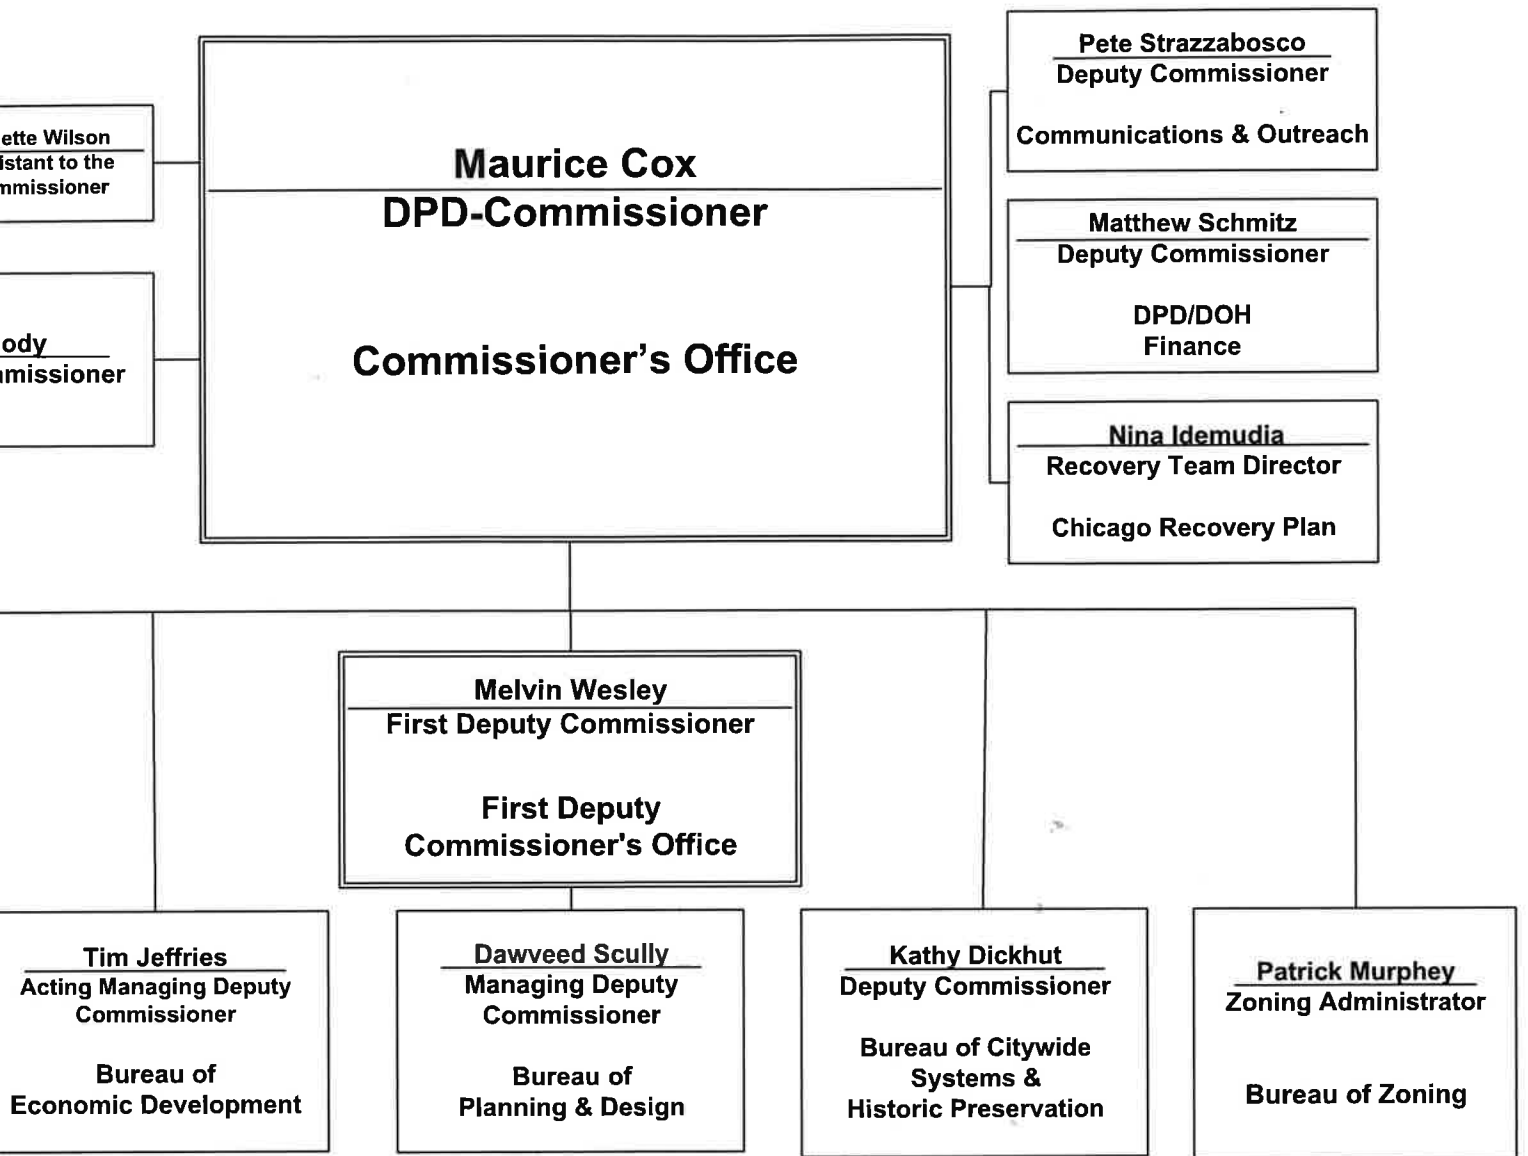 Pete Strazzabosco
Deputy Commissioner
Communications & Outreach
ette Wilson
istant to the
mmissioner
Maurice Cox
DPD-Commissioner
Commissioner's Office
Matthew Schmitz
Deputy Commissioner
DPD/DOH
Finance
ody
missioner
Nina Idemudia
Recovery Team Director
Chicago Recovery Plan
Melvin Wesley
First Deputy Commissioner
First Deputy
Commissioner's Office
Tim Jeffries
Acting Managing Deputy
Commissioner
Bureau of
Economic Development
Dawveed Scully
Managing Deputy
Commissioner
Bureau of
Planning & Design
Kathy Dickhut
Deputy Commissioner
Bureau of Citywide
Systems &
Historic Preservation
Patrick Murphey
Zoning Administrator
Bureau of Zoning